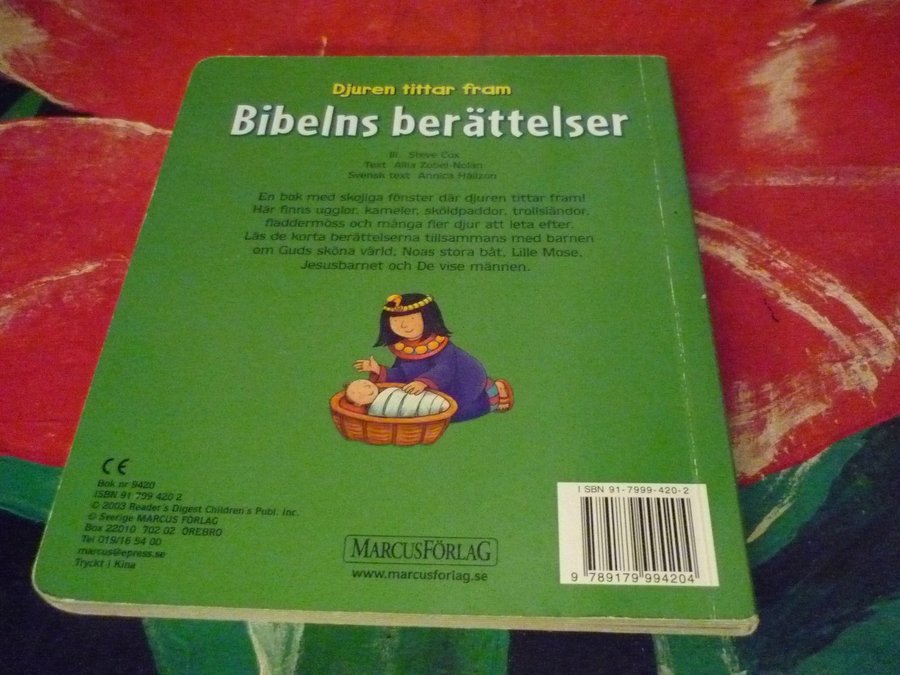 Djuren tittar fram
Bibelns berättelser
Ill. Steve Cox
Text Allia Zobel-Nolan
Svensk text Annica Hällzon
En bok med skojiga fönster där djuren tittar fram!
Här finns ugglor, kameler, sköldpaddor, trollsländor,
fladdermöss och många fler djur att leta efter.
Läs de korta berättelserna tillsammans med barnen
om Guds sköna värld, Noas stora båt, Lille Mose,
Jesusbarnet och De vise männen.
CE
Bok nr 9420
ISBN 91 799 420 2
© 2003 Reader's Digest Children's Publ. Inc.
© Sverige MARCUS FÖRLAG
Box 22010 702 02 ÖREBRO
Tel 019/16 54 00
marcus@epress.se
Tryckt i Kina
MARCUSFÖRLAG
www.marcusforlag.se
ISBN 91-7999-420-2
9 789179 994204